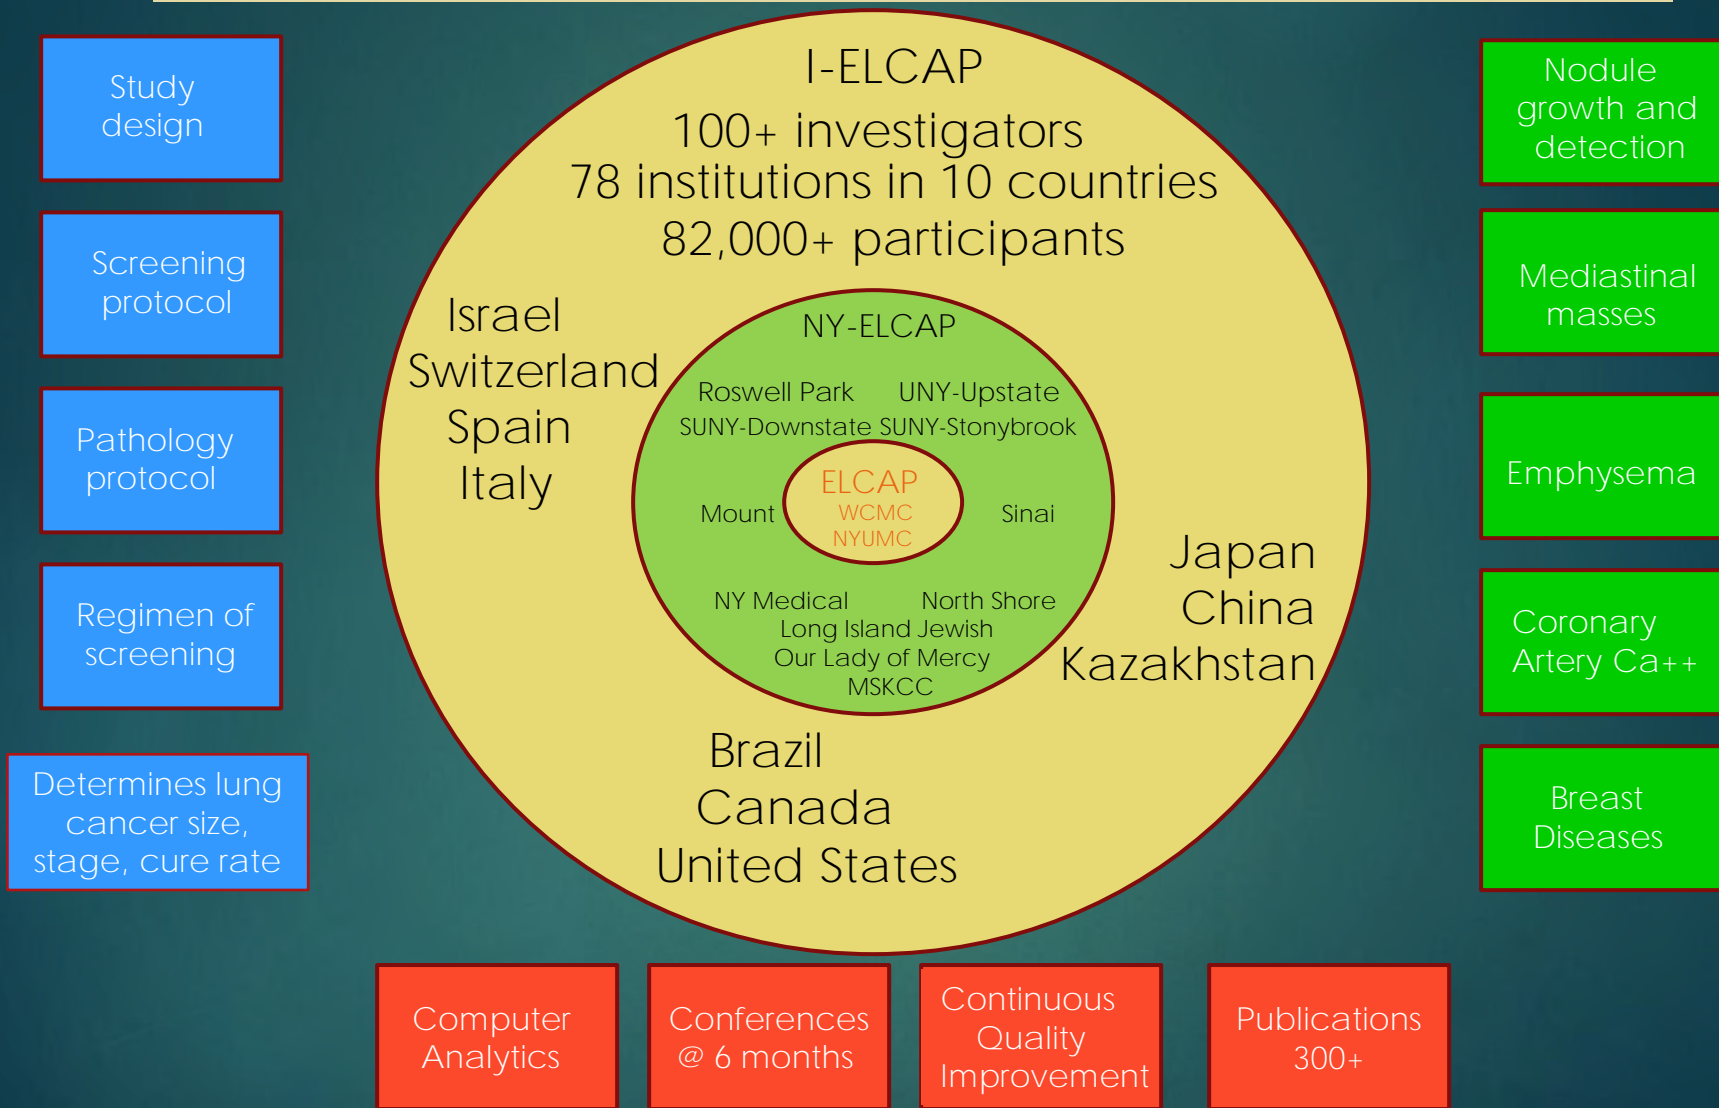 Study
design
Screening
protocol
Pathology
protocol
Regimen of
screening
Determines lung
cancer size,
stage, cure rate
I-ELCAP
100+ investigators
78 institutions in 10 countries
82,000+ participants
Israel
Switzerland
Spain
Italy
NY-ELCAP
Roswell Park UNY-Upstate
SUNY-Downstate SUNY-Stonybrook
ELCAP
WCMC
NYUMC
Mount Sinai
NY Medical North Shore
Long Island Jewish
Our Lady of Mercy
MSKCC
Japan
China
Kazakhstan
Brazil
Canada
United States
Nodule
growth and
detection
Mediastinal
masses
Emphysema
Coronary
Artery Ca++
Breast
Diseases
Computer
Analytics
Conferences
@ 6 months
Continuous
Quality
Improvement
Publications
300+